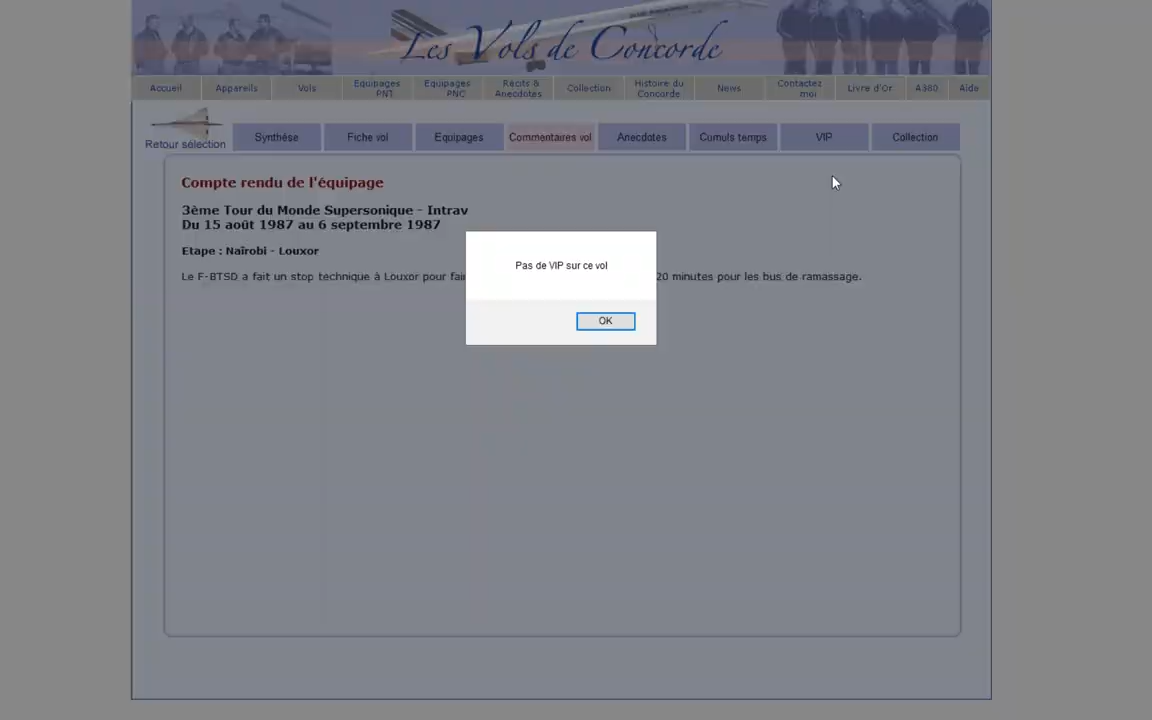 Les Vols de Concorde
Accueil
Appareils
Vols
Equipages PNT
Equipages PNC
Récits & Anecdotes
Collection
Histoire du Concorde
News
Contactez moi
Livre d'Or
A380
Aide
Retour sélection
Synthèse
Fiche vol
Equipages
Commentaires vol
Anecdotes
Cumuls temps
VIP
Collection
Compte rendu de l'équipage
3ème Tour du Monde Supersonique - Intrav
Du 15 août 1987 au 6 septembre 1987
Etape : Naïrobi - Louxor
Le F-BTSD a fait un stop technique à Louxor pour fai 20 minutes pour les bus de ramassage.
Pas de VIP sur ce vol
OK